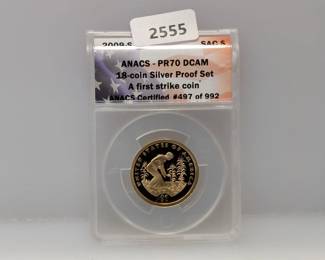 2555
2009-S SAC $
ANACS - PR70 DCAM
18-coin Silver Proof Set
A first strike coin
ANACS Certified #497 of 992
UNITED STATES OF AMERICA
$1